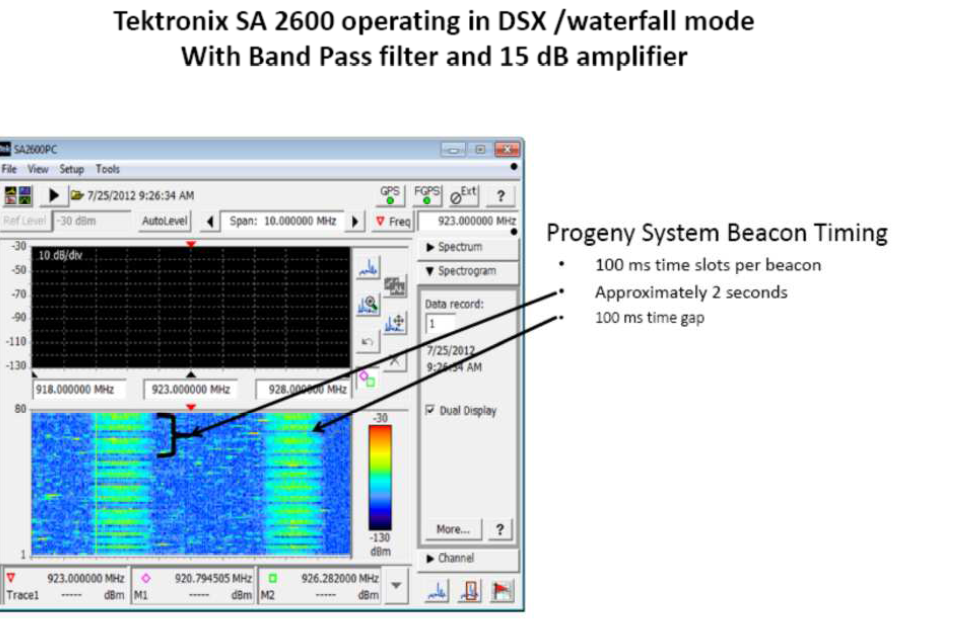 Tektronix SA 2600 operating in DSX /waterfall mode
With Band Pass filter and 15 dB amplifier
SA2600PC
File View Setup Tools
7/25/2012 9:26:34 AM
GPS
FGPS
Ext
?
Ref Level
-30 dBm
AutoLevel
Span: 10.000000 MHz
Freq
923.000000 MHz
-30
10 dB/div
-50
-70
-90
-110
-130
918.000000 MHz
923.000000 MHz
928.000000 MHz
Spectrum
Spectrogram
Data record:
1
7/25/2012
9:26:34 AM
Dual Display
80
1
-30
-130
dBm
More...
?
Channel
923.000000 MHz
920.794505 MHz
926.282000 MHz
Trace1 ----- dBm
M1 ----- dBm
M2 ----- dBm
Progeny System Beacon Timing
• 100 ms time slots per beacon
• Approximately 2 seconds
• 100 ms time gap